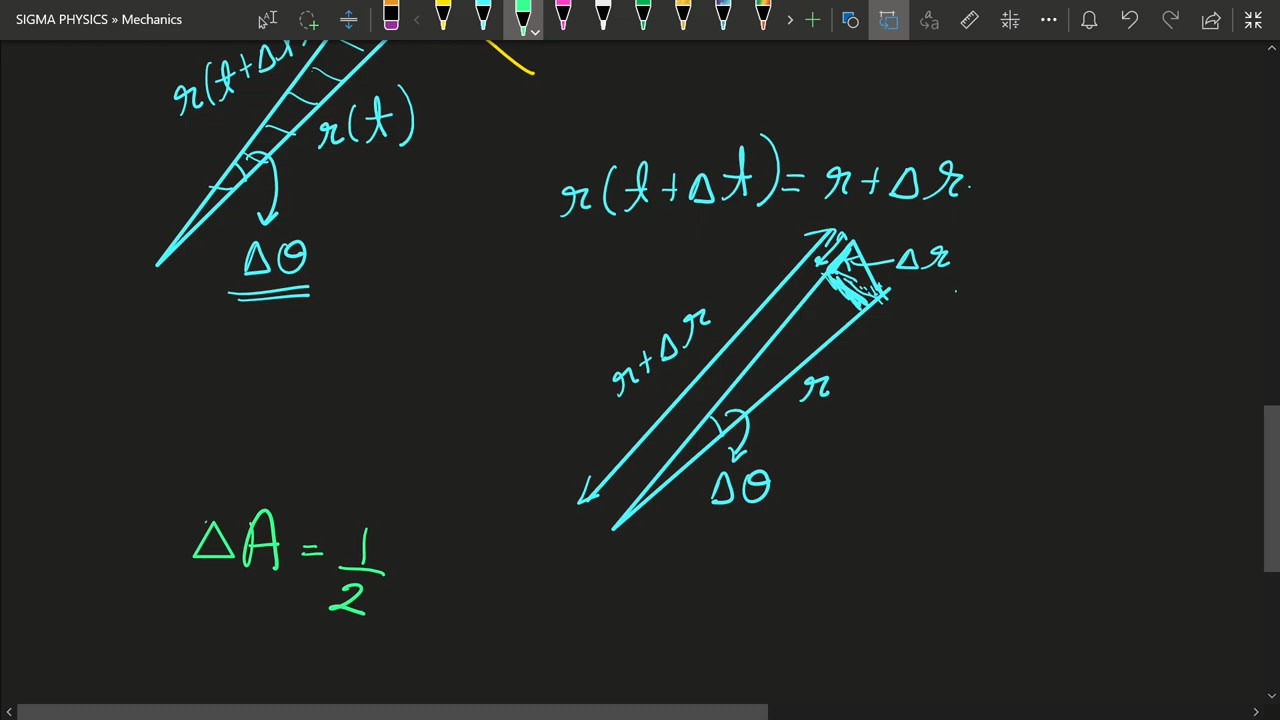 SIGMA PHYSICS » Mechanics
r(t+Δt)
r(t)
Δθ
r(t+Δt)= r+Δr
Δr
r+Δr
r
Δθ
ΔA = 1/2